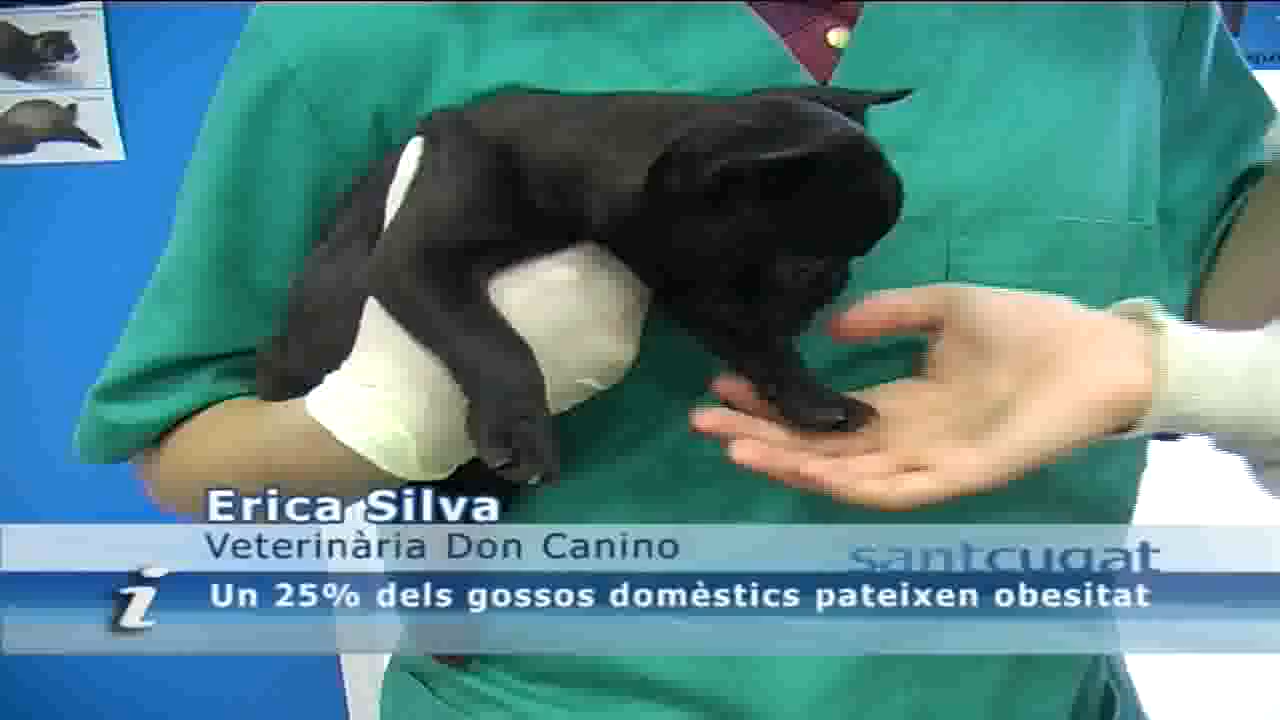 Erica Silva
Veterinària Don Canino
santcugat
i
Un 25% dels gossos domèstics pateixen obesitat